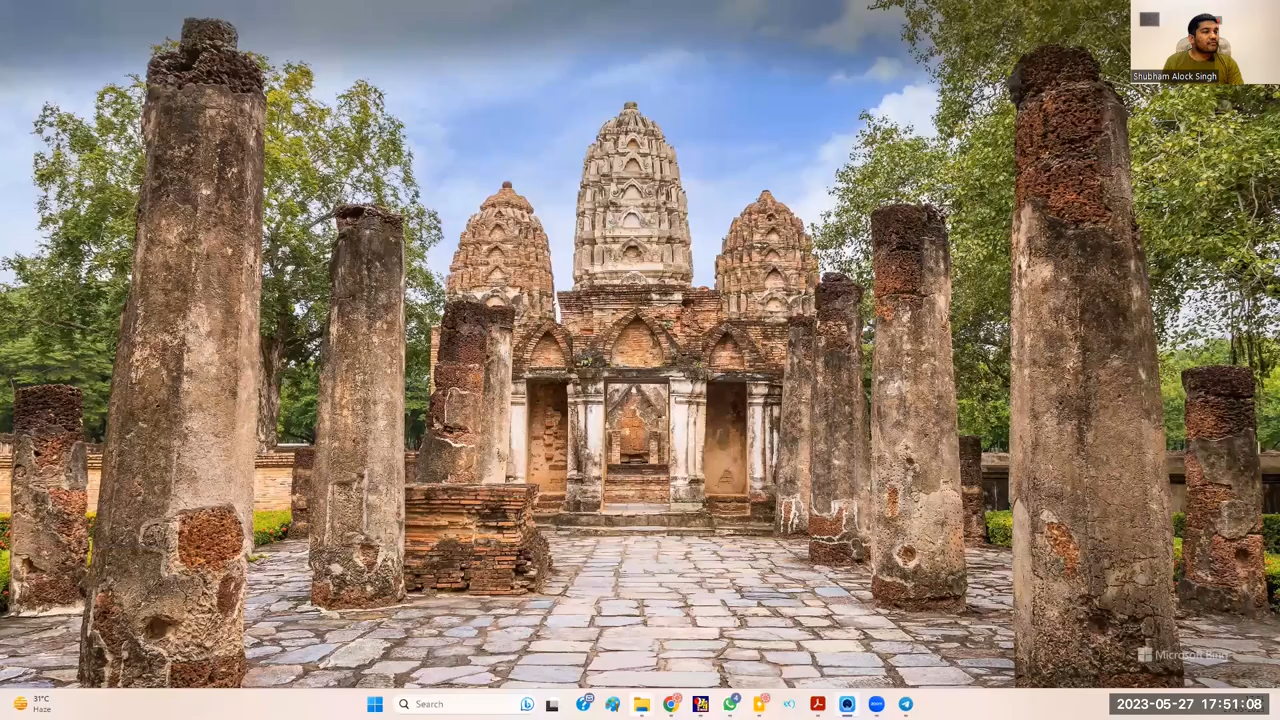 Shubham Alock Singh
Microsoft Bing
31°C
Haze
Search
2023-05-27 17:51:08